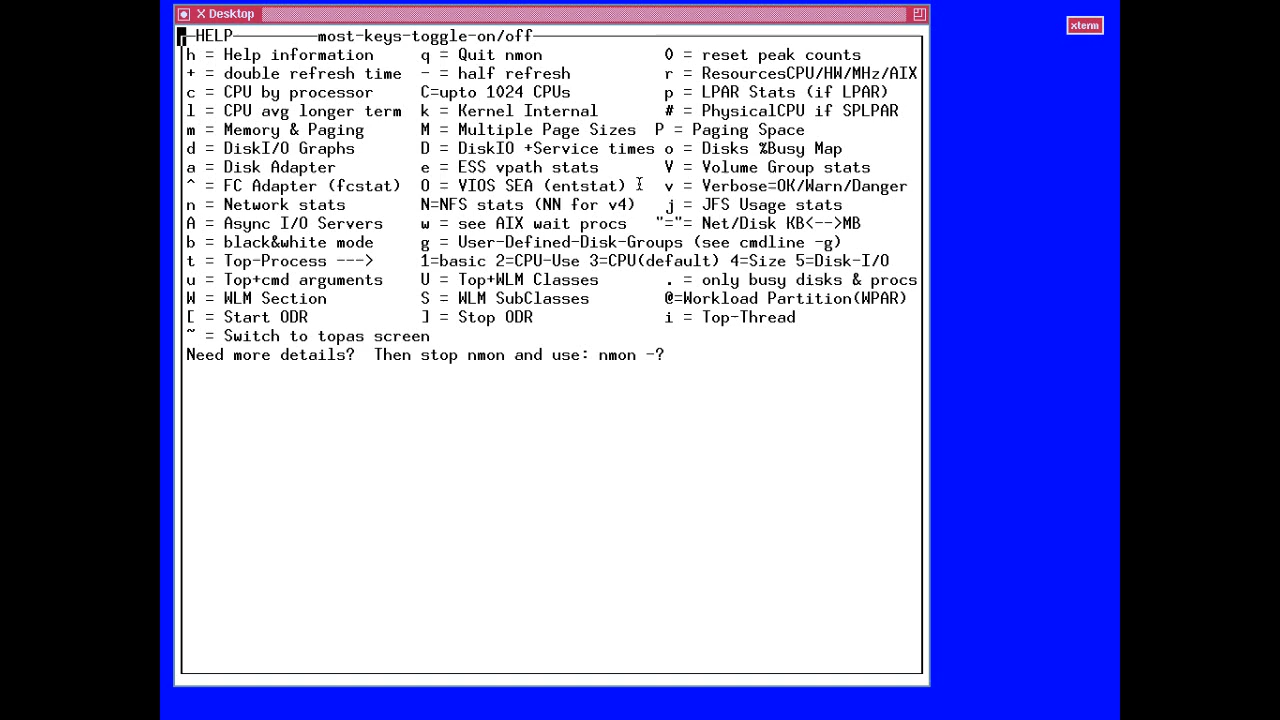 X Desktop
xterm
HELP most-keys-toggle-on/off
h = Help information q = Quit nmon 0 = reset peak counts
+ = double refresh time - = half refresh r = ResourcesCPU/HW/MHz/AIX
c = CPU by processor C=upto 1024 CPUs p = LPAR Stats (if LPAR)
l = CPU avg longer term k = Kernel Internal # = PhysicalCPU if SPLPAR
m = Memory & Paging M = Multiple Page Sizes P = Paging Space
d = DiskI/O Graphs D = DiskIO +Service times o = Disks %Busy Map
a = Disk Adapter e = ESS vpath stats V = Volume Group stats
^ = FC Adapter (fcstat) O = VIOS SEA (entstat) v = Verbose=OK/Warn/Danger
n = Network stats N=NFS stats (NN for v4) j = JFS Usage stats
A = Async I/O Servers w = see AIX wait procs "="= Net/Disk KB<-->MB
b = black&white mode g = User-Defined-Disk-Groups (see cmdline -g)
t = Top-Process ---> 1=basic 2=CPU-Use 3=CPU(default) 4=Size 5=Disk-I/O
u = Top+cmd arguments U = Top+WLM Classes . = only busy disks & procs
W = WLM Section S = WLM SubClasses @=Workload Partition(WPAR)
[ = Start ODR ] = Stop ODR i = Top-Thread
~ = Switch to topas screen
Need more details? Then stop nmon and use: nmon -?